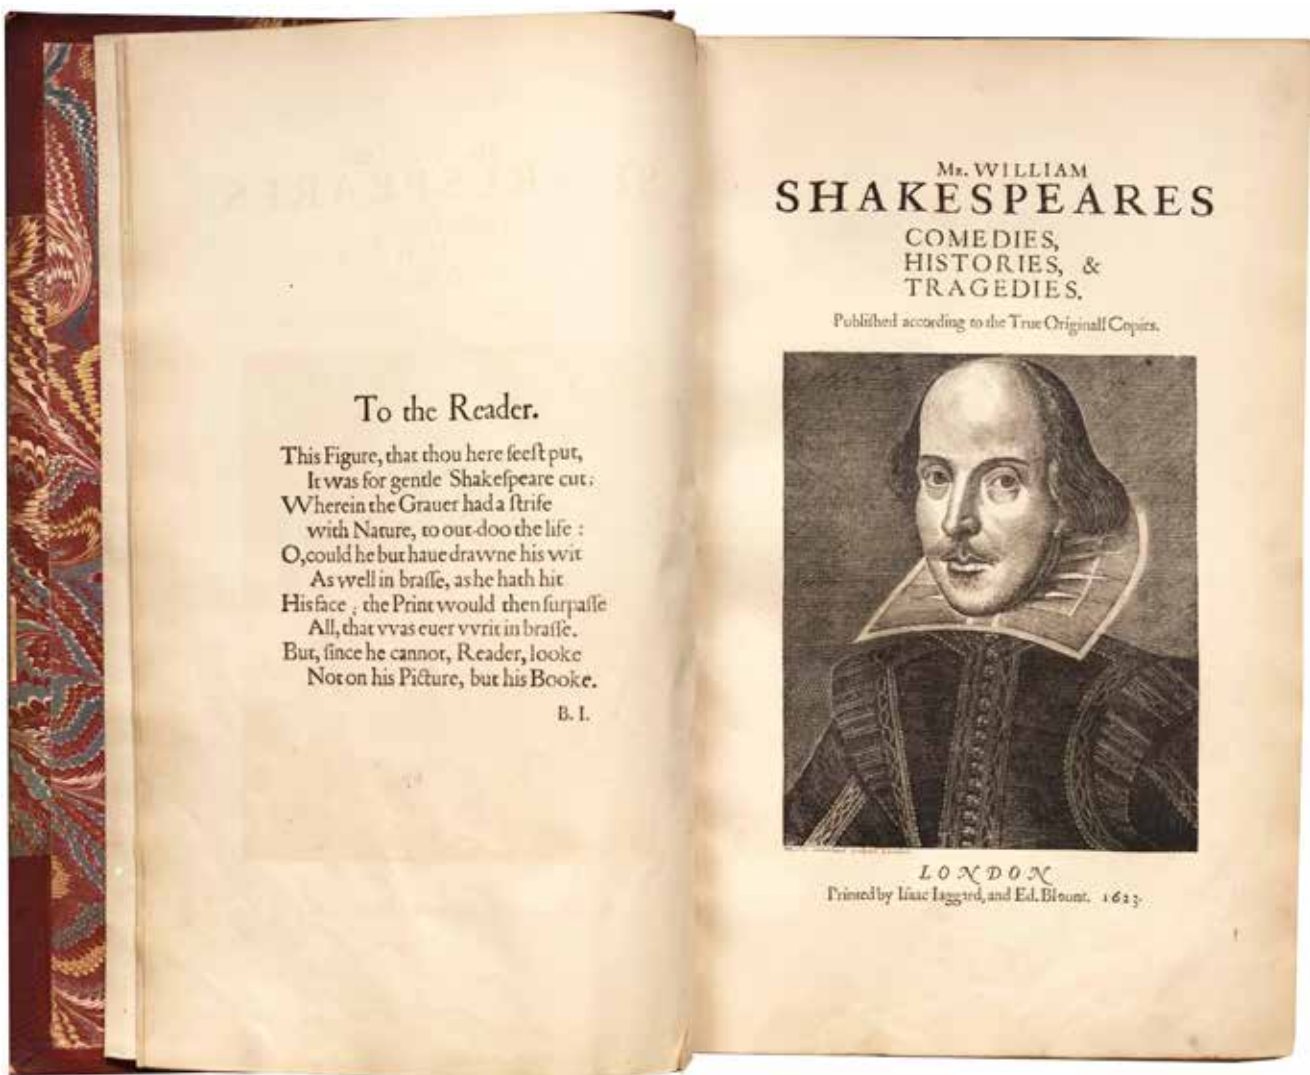 To the Reader.
This Figure, that thou here ſeeſt put,
It was for gentle Shakeſpeare cut;
Wherein the Grauer had a ſtrife
with Nature, to out-doo the life :
O, could he but haue dravvne his vvit
As well in braſſe, as he hath hit
His face ; the Print would then ſurpaſſe
All, that vvas euer vvrit in braſſe.
But, ſince he cannot, Reader, looke
Not on his Picture, but his Booke.
B. I.
Mr. WILLIAM
SHAKESPEARES
COMEDIES,
HISTORIES, &
TRAGEDIES.
Publiſhed according to the True Originall Copies.
LONDON
Printed by Iſaac Iaggard, and Ed. Blount. 1623.